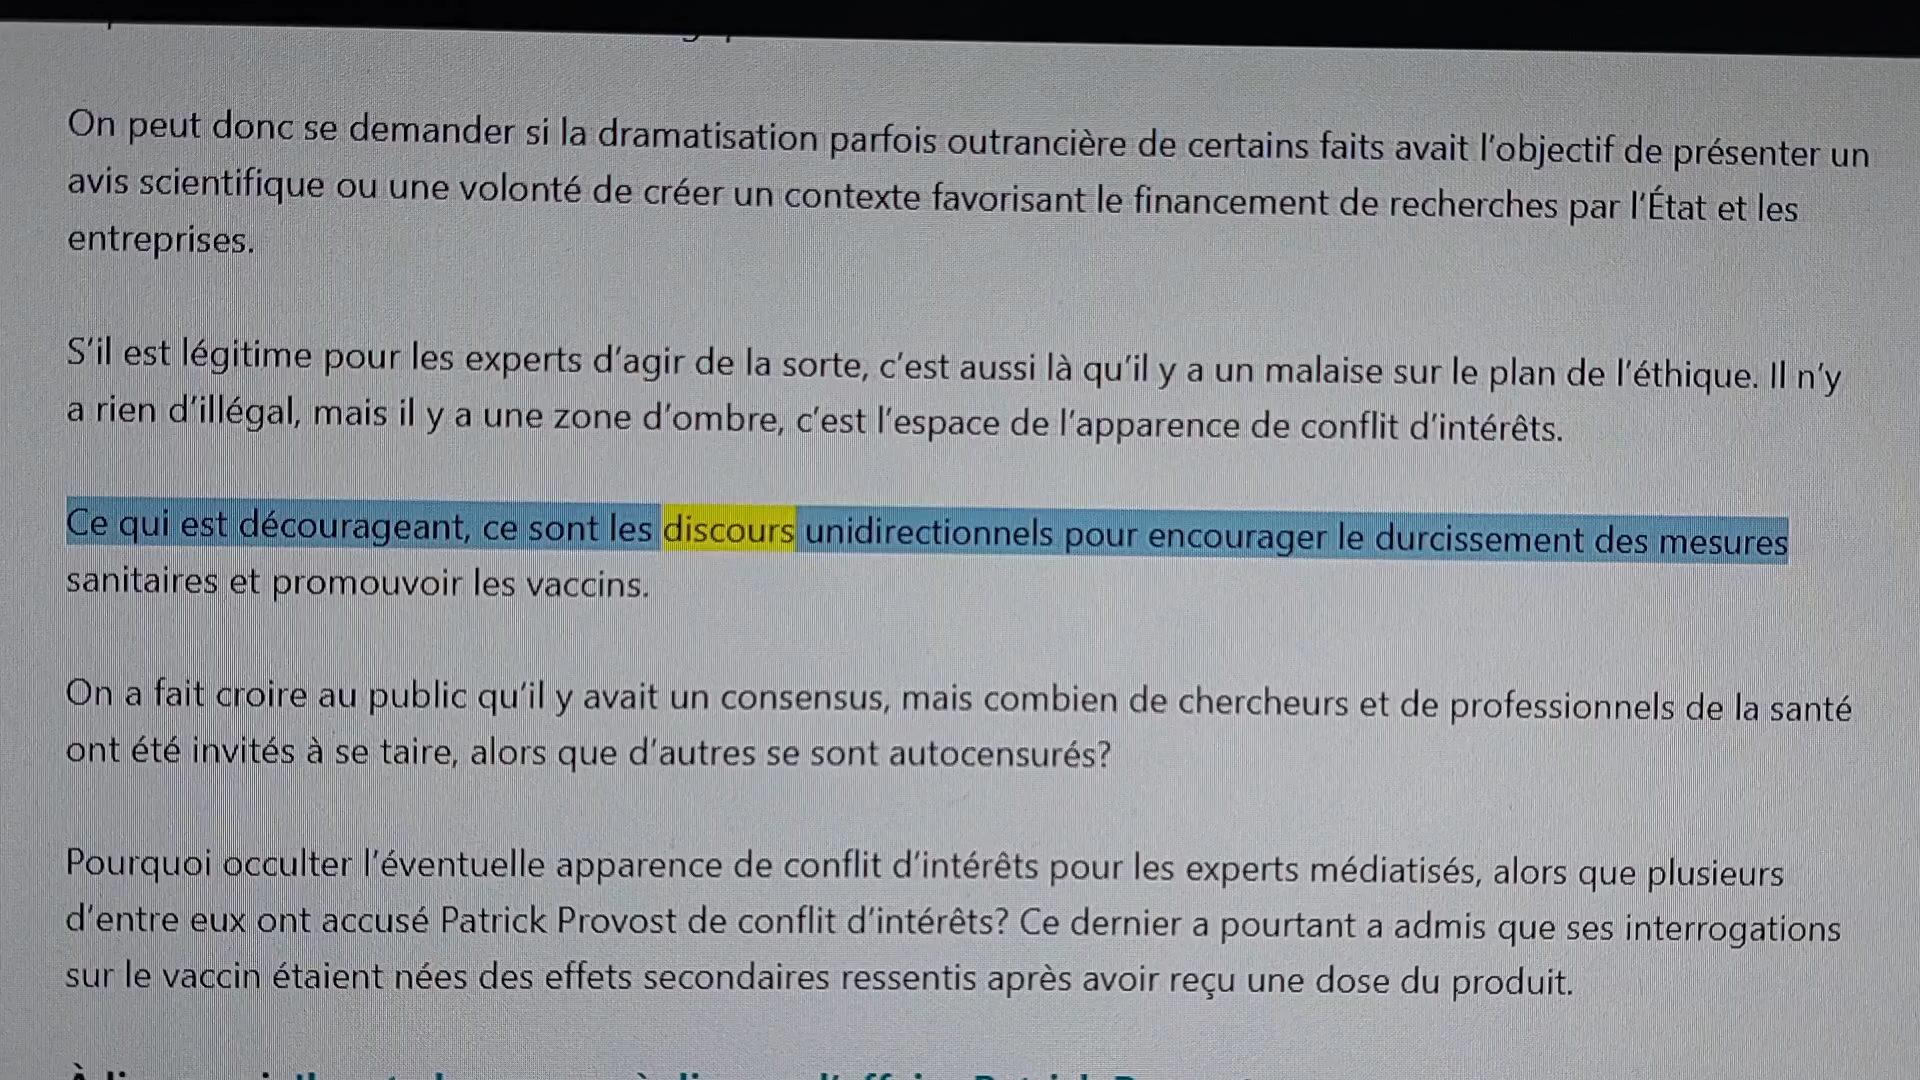 On peut donc se demander si la dramatisation parfois outrancière de certains faits avait l'objectif de présenter un
avis scientifique ou une volonté de créer un contexte favorisant le financement de recherches par l'État et les
entreprises.
S'il est légitime pour les experts d'agir de la sorte, c'est aussi là qu'il y a un malaise sur le plan de l'éthique. Il n'y
a rien d'illégal, mais il y a une zone d'ombre, c'est l'espace de l'apparence de conflit d'intérêts.
Ce qui est décourageant, ce sont les discours unidirectionnels pour encourager le durcissement des mesures
sanitaires et promouvoir les vaccins.
On a fait croire au public qu'il y avait un consensus, mais combien de chercheurs et de professionnels de la santé
ont été invités à se taire, alors que d'autres se sont autocensurés?
Pourquoi occulter l'éventuelle apparence de conflit d'intérêts pour les experts médiatisés, alors que plusieurs
d'entre eux ont accusé Patrick Provost de conflit d'intérêts? Ce dernier a pourtant a admis que ses interrogations
sur le vaccin étaient nées des effets secondaires ressentis après avoir reçu une dose du produit.